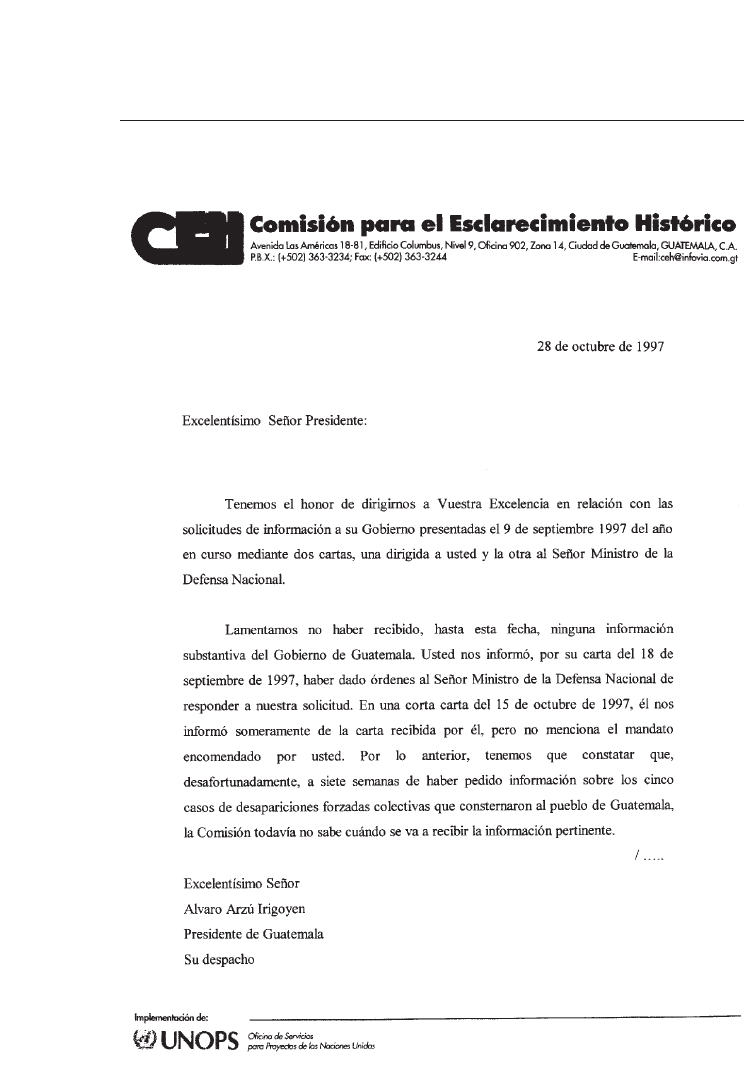 CEH
Comisión para el Esclarecimiento Histórico
Avenida Las Américas 18-81, Edificio Columbus, Nivel 9, Oficina 902, Zona 14, Ciudad de Guatemala, GUATEMALA, C.A.
P.B.X.: (+502) 363-3234; Fax: (+502) 363-3244 E-mail:ceh@infovia.com.gt
28 de octubre de 1997
Excelentísimo Señor Presidente:
Tenemos el honor de dirigirnos a Vuestra Excelencia en relación con las
solicitudes de información a su Gobierno presentadas el 9 de septiembre 1997 del año
en curso mediante dos cartas, una dirigida a usted y la otra al Señor Ministro de la
Defensa Nacional.
Lamentamos no haber recibido, hasta esta fecha, ninguna información
substantiva del Gobierno de Guatemala. Usted nos informó, por su carta del 18 de
septiembre de 1997, haber dado órdenes al Señor Ministro de la Defensa Nacional de
responder a nuestra solicitud. En una corta carta del 15 de octubre de 1997, él nos
informó someramente de la carta recibida por él, pero no menciona el mandato
encomendado por usted. Por lo anterior, tenemos que constatar que,
desafortunadamente, a siete semanas de haber pedido información sobre los cinco
casos de desapariciones forzadas colectivas que consternaron al pueblo de Guatemala,
la Comisión todavía no sabe cuándo se va a recibir la información pertinente.
/ .....
Excelentísimo Señor
Alvaro Arzú Irigoyen
Presidente de Guatemala
Su despacho
Implementación de:
UNOPS Oficina de Servicios
para Proyectos de las Naciones Unidas